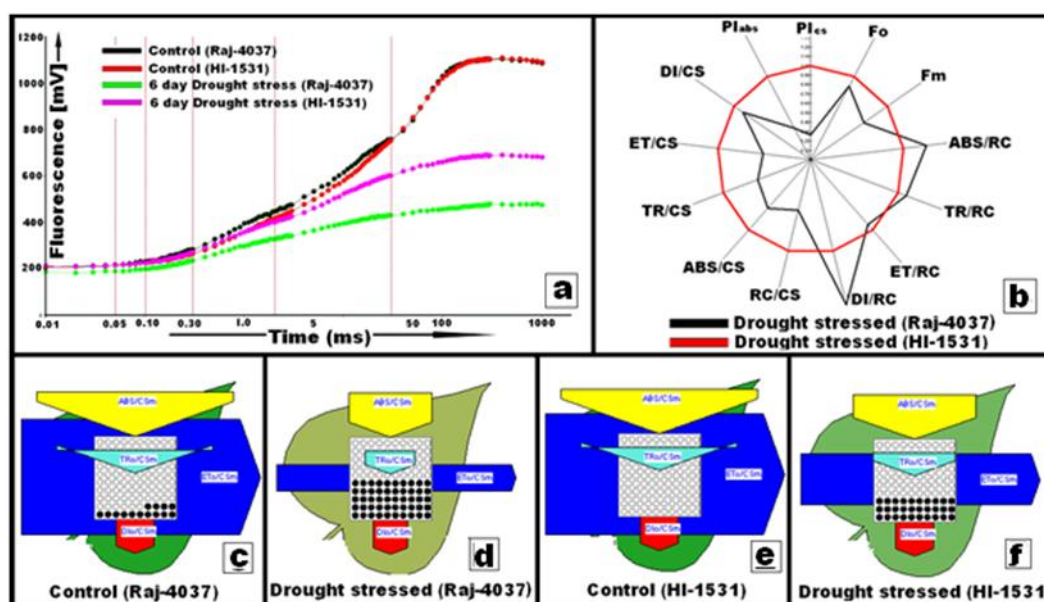 1200
1000
800
600
400
200
Fluorescence [mV]
Control (Raj-4037)
Control (HI-1531)
6 day Drought stress (Raj-4037)
6 day Drought stress (HI-1531)
a
0.01
0.05
0.10
0.30
1.0
5
50
100
1000
Time (ms)
PIabs
PIcs
Fo
Fm
ABS/RC
TR/RC
ET/RC
DI/RC
RC/CS
ABS/CS
TR/CS
ET/CS
DI/CS
b
Drought stressed (Raj-4037)
Drought stressed (HI-1531)
ABS/CSm
TRo/CSm
ETo/CSm
DIo/CSm
c
Control (Raj-4037)
ABS/CSm
TRo/CSm
ETo/CSm
DIo/CSm
d
Drought stressed (Raj-4037)
ABS/CSm
TRo/CSm
ETo/CSm
DIo/CSm
e
Control (HI-1531)
ABS/CSm
TRo/CSm
ETo/CSm
DIo/CSm
f
Drought stressed (HI-1531